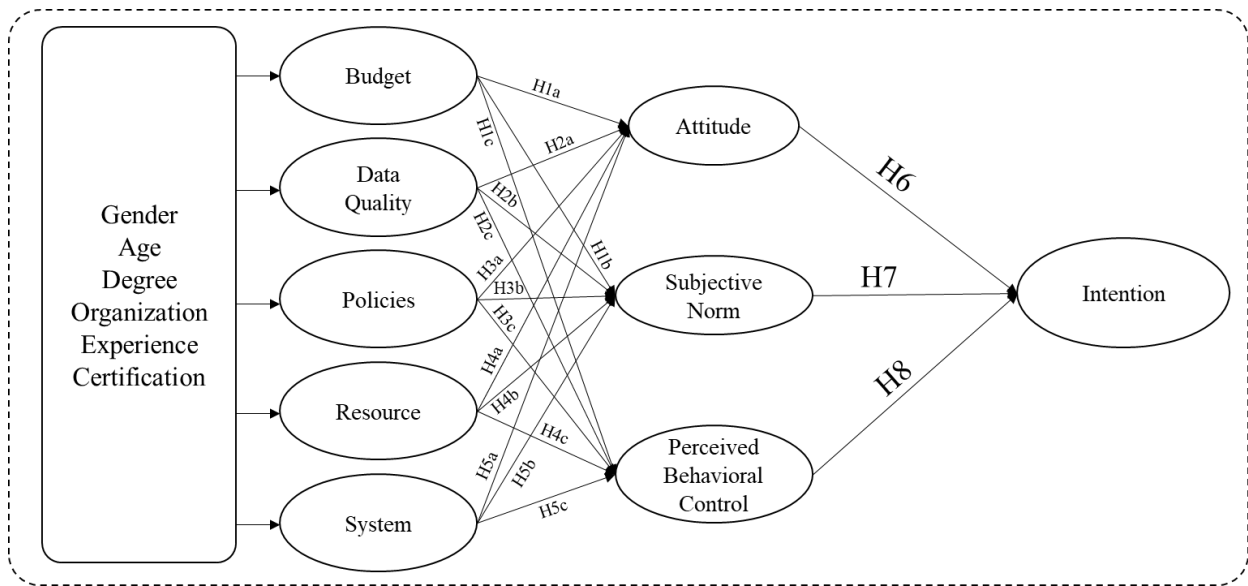 Gender
Age
Degree
Organization
Experience
Certification
Budget
Data
Quality
Policies
Resource
System
H1a
H1c
H2a
H2b
H2c
H1b
H3a
H3b
H3c
H4a
H4b
H4c
H5a
H5b
H5c
Attitude
Subjective
Norm
Perceived
Behavioral
Control
H6
H7
H8
Intention